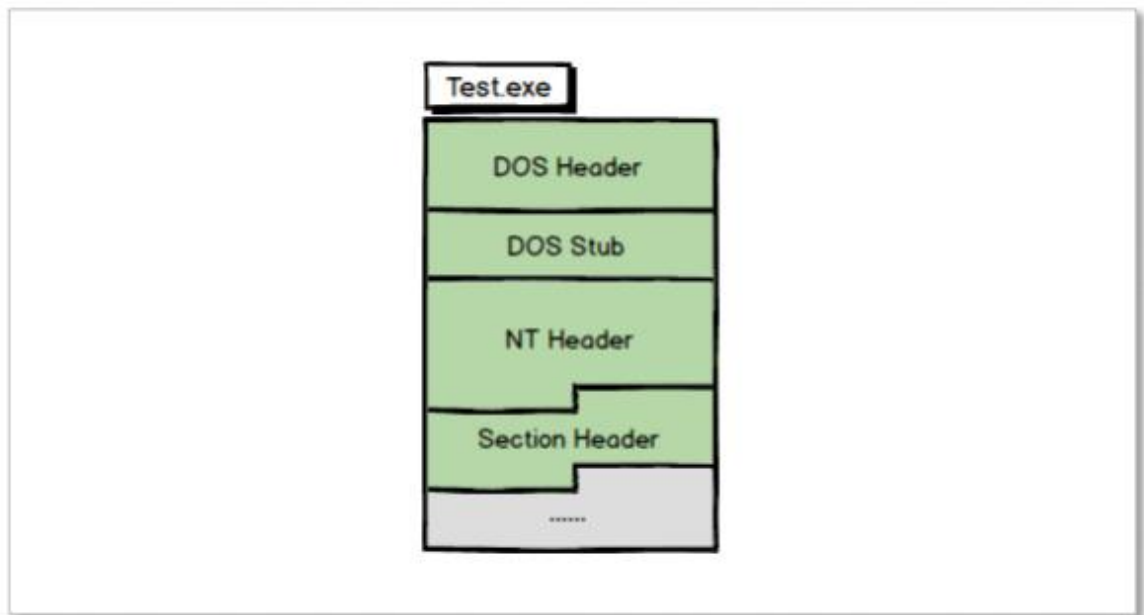 Test.exe
DOS Header
DOS Stub
NT Header
Section Header
......